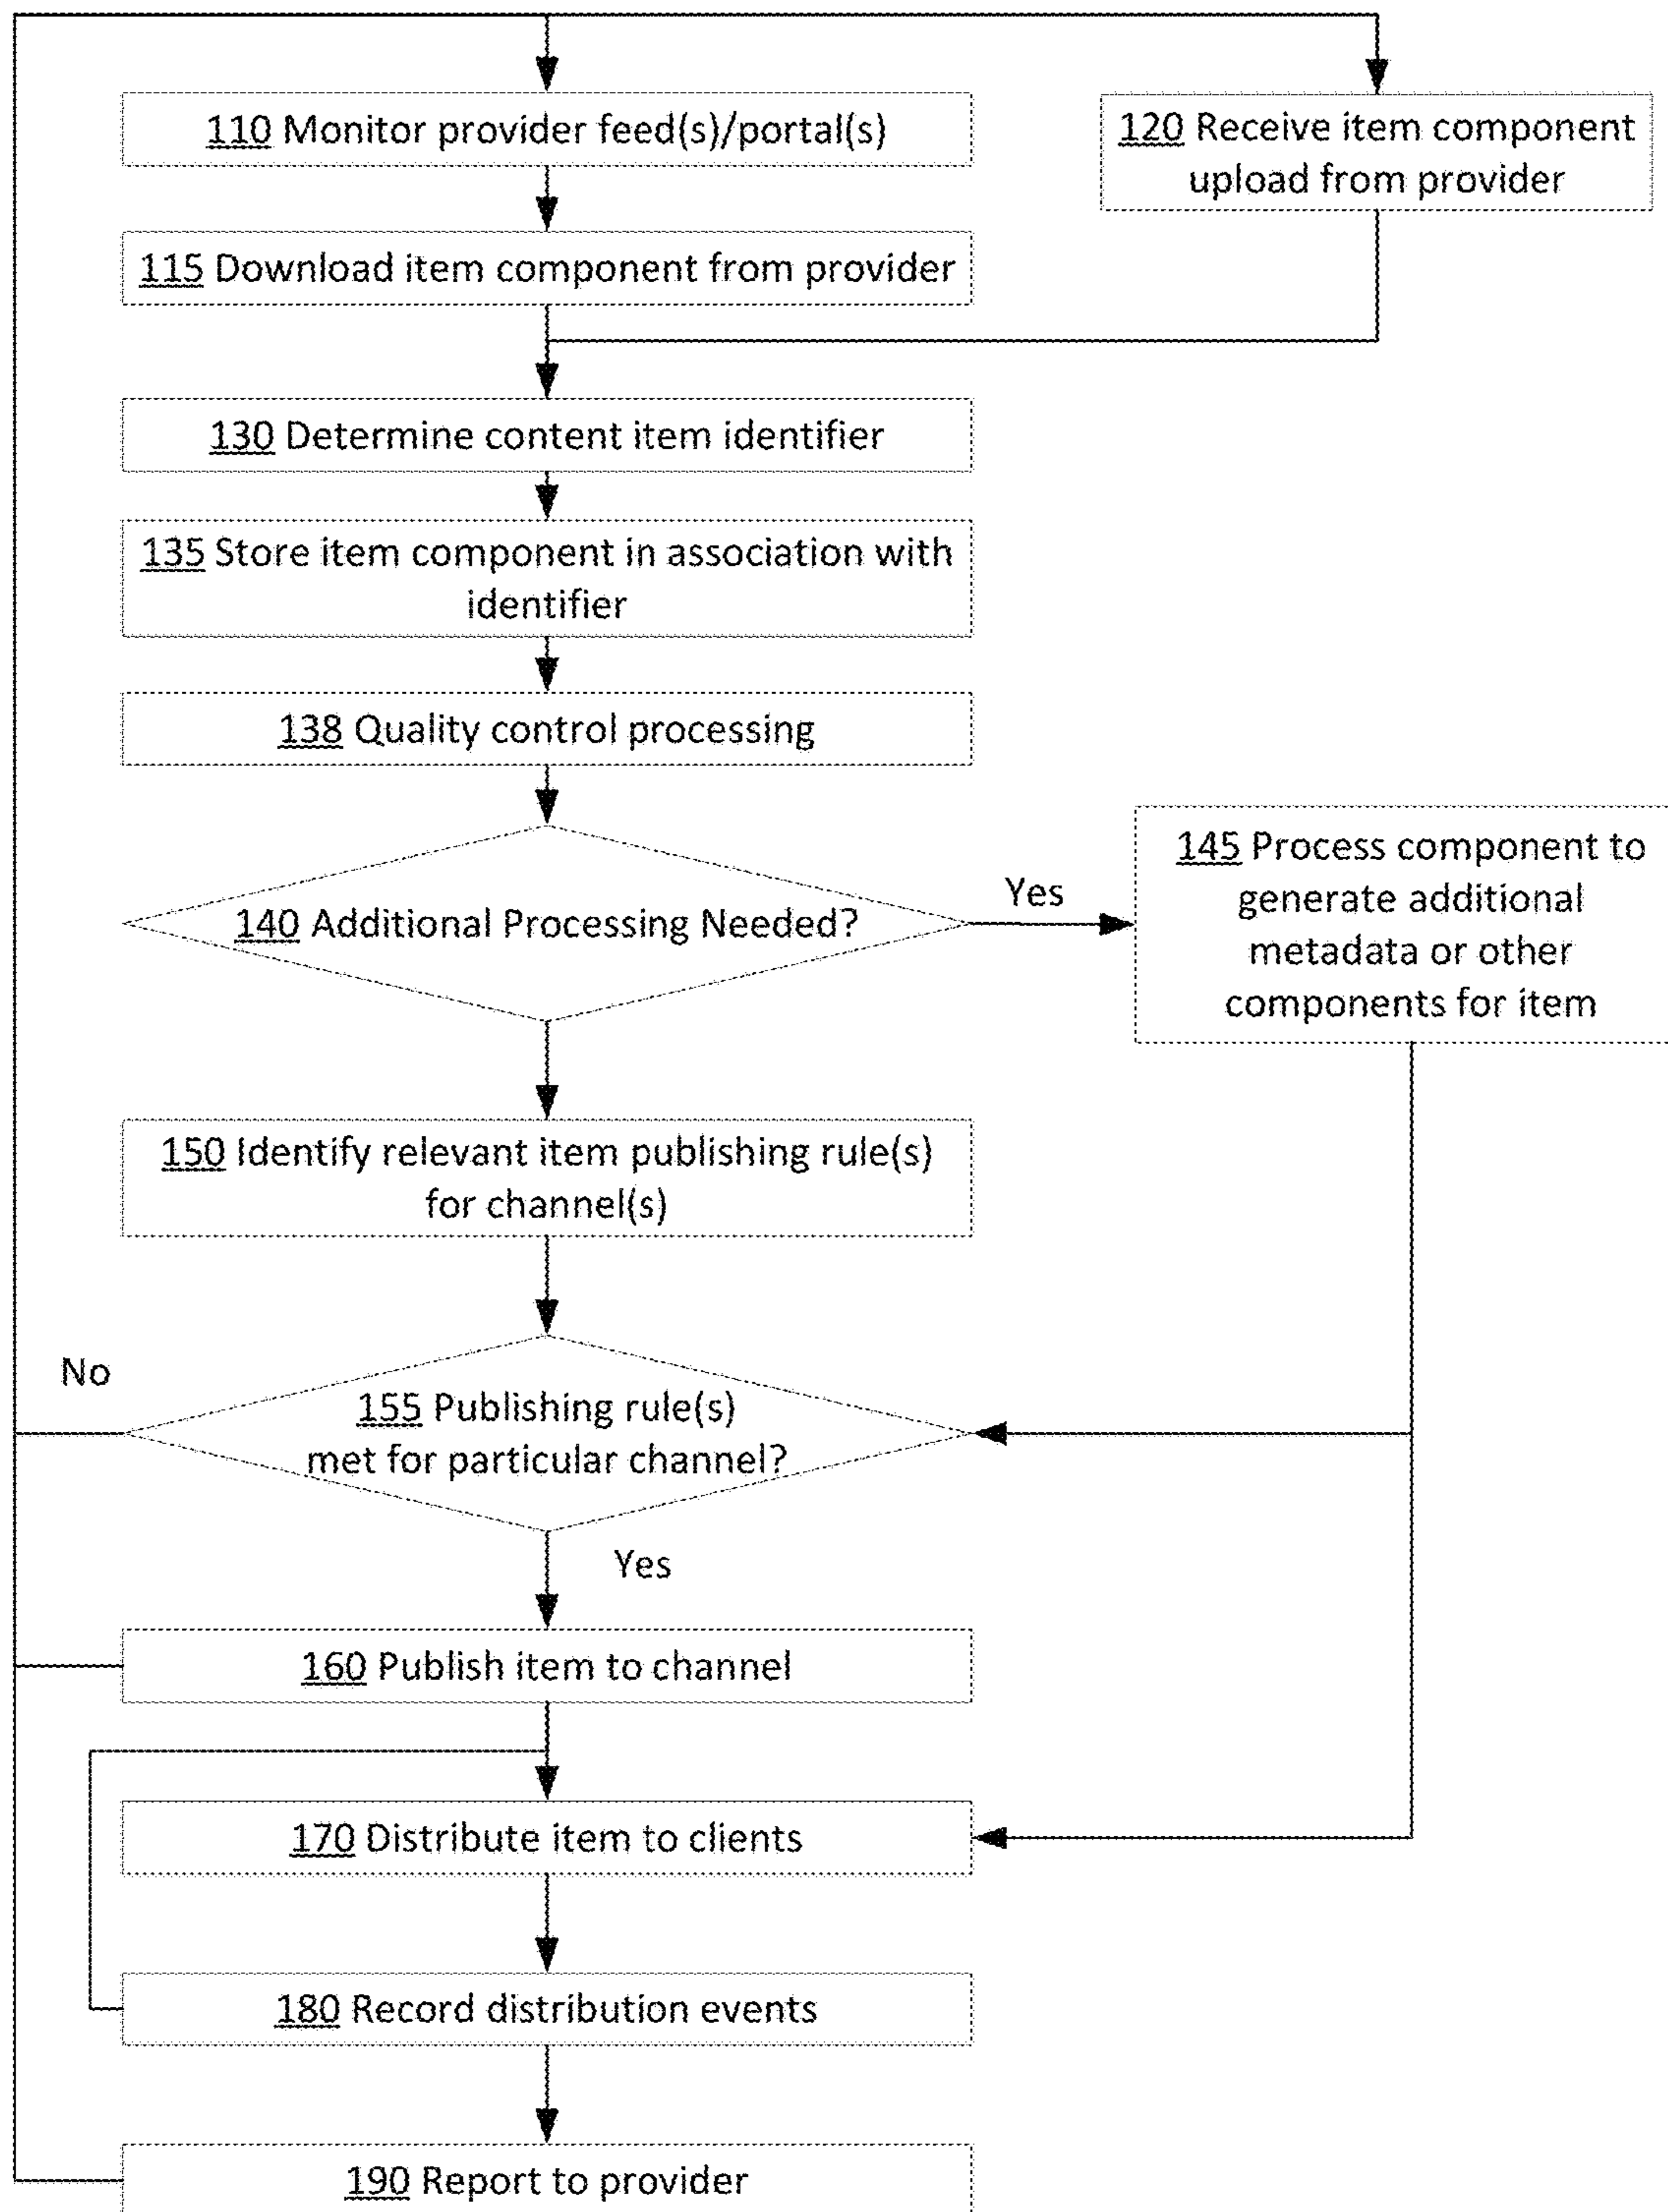 110 Monitor provider feed(s)/portal(s)
120 Receive item component
upload from provider
115 Download item component from provider
130 Determine content item identifier
135 Store item component in association with
identifier
138 Quality control processing
140 Additional Processing Needed?
Yes
145 Process component to
generate additional
metadata or other
components for item
150 Identify relevant item publishing rule(s)
for channel(s)
No
155 Publishing rule(s)
met for particular channel?
Yes
160 Publish item to channel
170 Distribute item to clients
180 Record distribution events
190 Report to provider